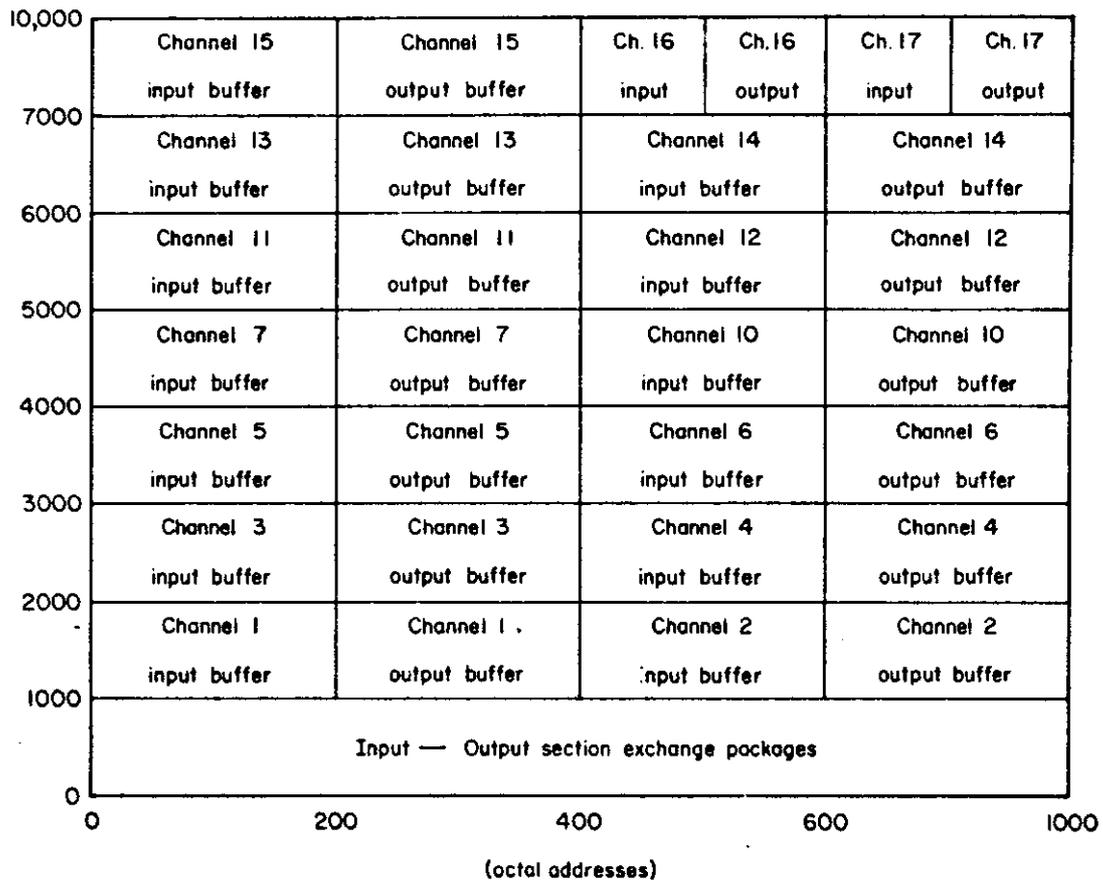 10,000
Channel 15 Channel 15 Ch. 16 Ch. 16 Ch. 17 Ch. 17
input buffer output buffer input output input output
7000
Channel 13 Channel 13 Channel 14 Channel 14
input buffer output buffer input buffer output buffer
6000
Channel 11 Channel 11 Channel 12 Channel 12
input buffer output buffer input buffer output buffer
5000
Channel 7 Channel 7 Channel 10 Channel 10
input buffer output buffer input buffer output buffer
4000
Channel 5 Channel 5 Channel 6 Channel 6
input buffer output buffer input buffer output buffer
3000
Channel 3 Channel 3 Channel 4 Channel 4
input buffer output buffer input buffer output buffer
2000
Channel 1 Channel 1 Channel 2 Channel 2
input buffer output buffer input buffer output buffer
1000
Input — Output section exchange packages
0
0 200 400 600 1000
(octal addresses)